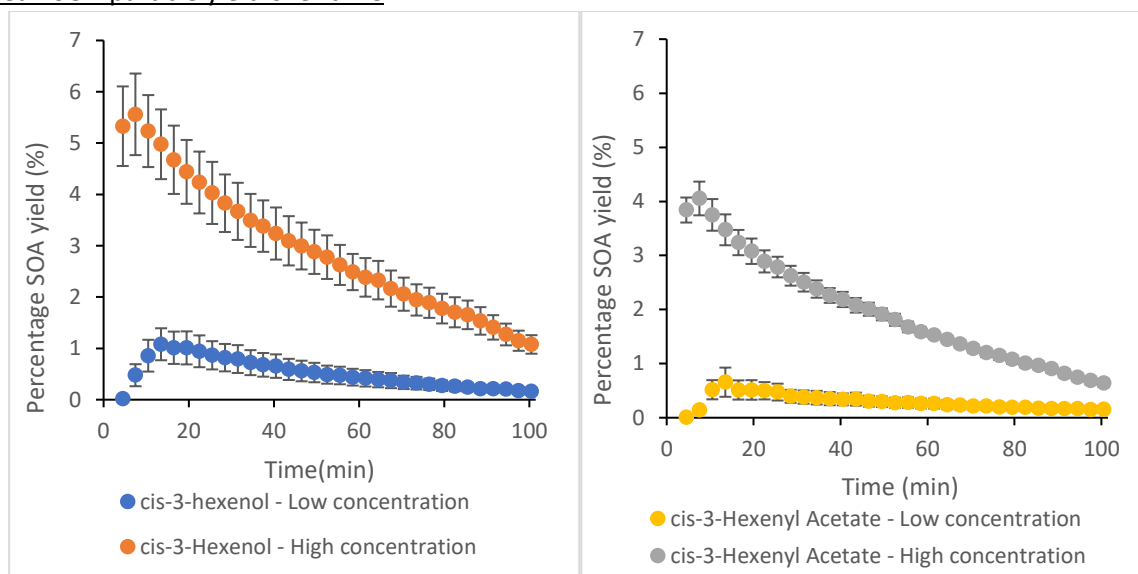 7
6
5
4
3
2
1
0
Percentage SOA yield (%)
0 20 40 60 80 100
Time(min)
cis-3-hexenol - Low concentration
cis-3-Hexenol - High concentration
7
6
5
4
3
2
1
0
Percentage SOA yield (%)
0 20 40 60 80 100
Time (min)
cis-3-Hexenyl Acetate - Low concentration
cis-3-Hexenyl Acetate - High concentration